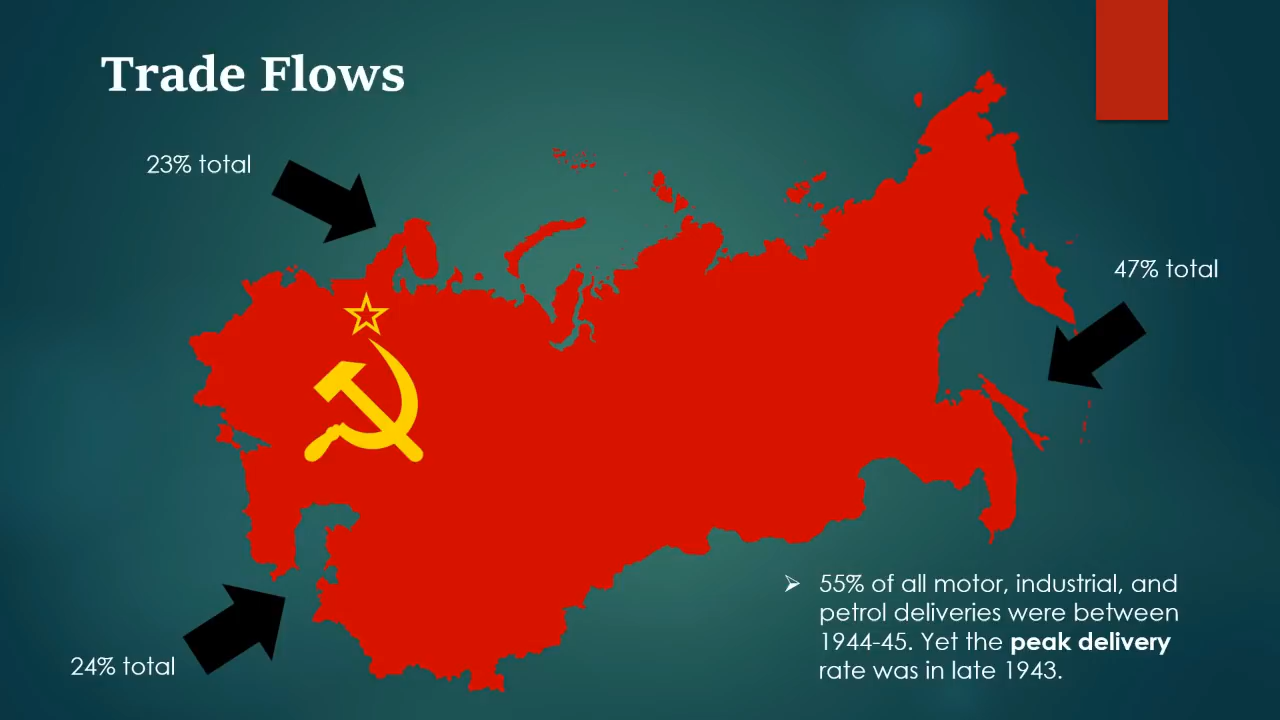 Trade Flows
23% total
47% total
24% total
55% of all motor, industrial, and
petrol deliveries were between
1944-45. Yet the peak delivery
rate was in late 1943.